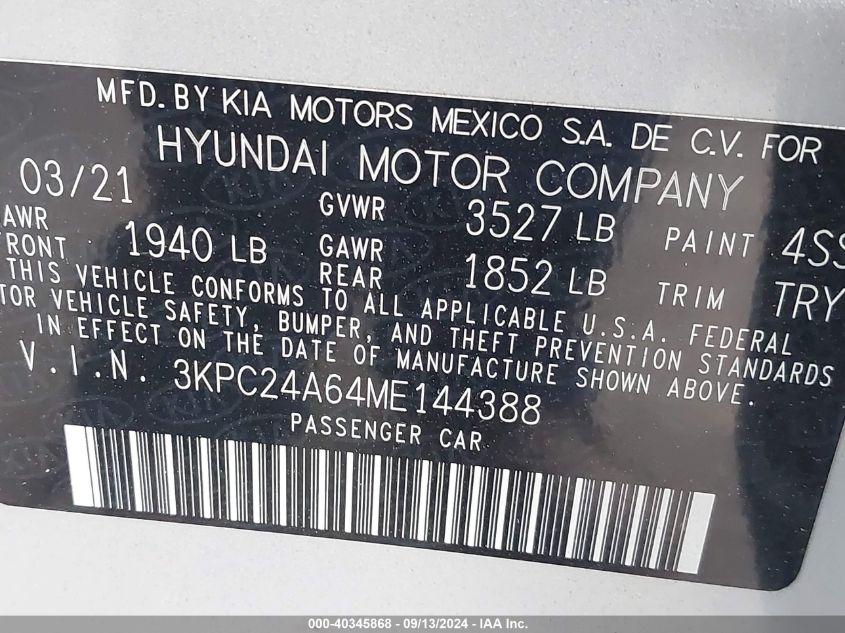 MFD. BY KIA MOTORS MEXICO S.A. DE C.V. FOR
HYUNDAI MOTOR COMPANY
03/21 GVWR 3527 LB PAINT 4SS
AWR FRONT 1940 LB GAWR REAR 1852 LB TRIM TRY
THIS VEHICLE CONFORMS TO ALL APPLICABLE U.S.A. FEDERAL
TOR VEHICLE SAFETY, BUMPER, AND THEFT PREVENTION STANDARDS
IN EFFECT ON THE DATE OF MANUFACTURE SHOWN ABOVE.
V.I.N. 3KPC24A64ME144388
PASSENGER CAR
000-40345868 - 09/13/2024 - IAA Inc.